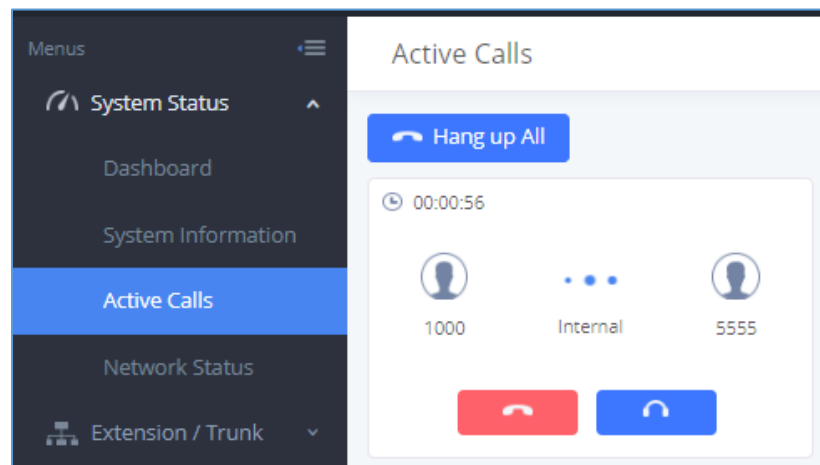 Menus
System Status
Dashboard
System Information
Active Calls
Network Status
Extension / Trunk
Active Calls
Hang up All
00:00:56
1000 Internal 5555